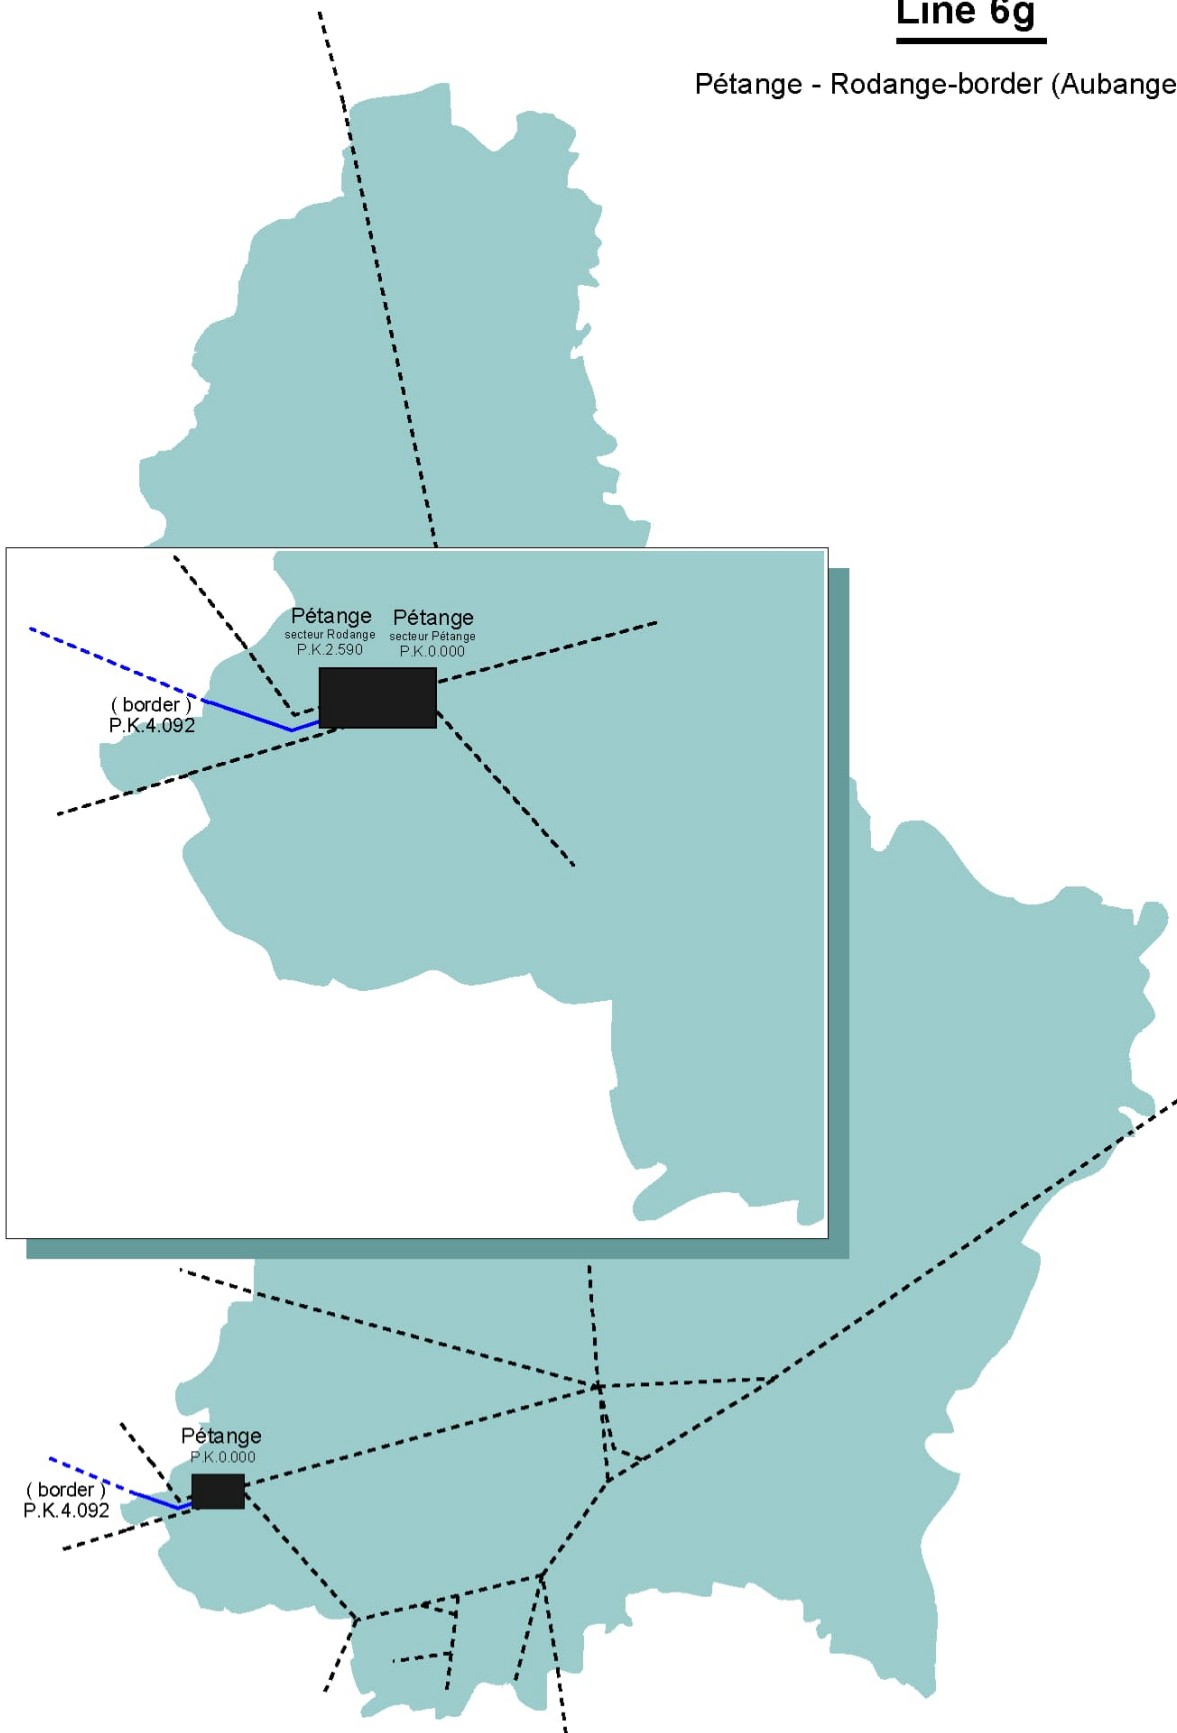 Line 6g
Pétange - Rodange-border (Aubange
Pétange
secteur Rodange
P.K.2.590
Pétange
secteur Pétange
P.K.0.000
( border )
P.K.4.092
Pétange
P.K.0.000
( border )
P.K.4.092